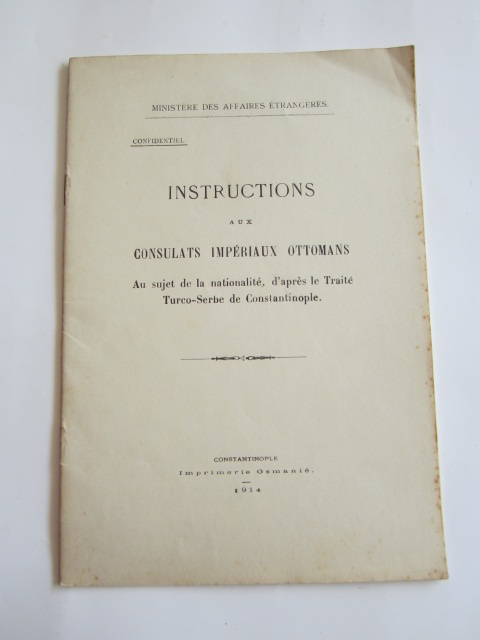 MINISTÈRE DES AFFAIRES ÉTRANGÈRES.
CONFIDENTIEL
INSTRUCTIONS
AUX
CONSULATS IMPÉRIAUX OTTOMANS
Au sujet de la nationalité, d'après le Traité
Turco-Serbe de Constantinople.
CONSTANTINOPLE
Imprimerie Osmanié.
1914